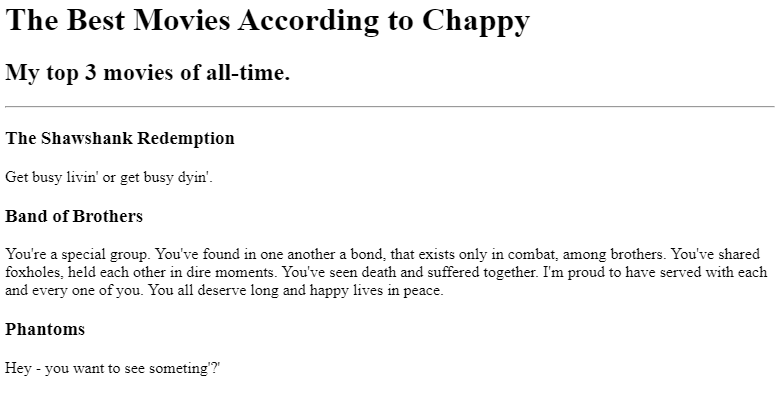 The Best Movies According to Chappy
My top 3 movies of all-time.
The Shawshank Redemption
Get busy livin' or get busy dyin'.
Band of Brothers
You're a special group. You've found in one another a bond, that exists only in combat, among brothers. You've shared
foxholes, held each other in dire moments. You've seen death and suffered together. I'm proud to have served with each
and every one of you. You all deserve long and happy lives in peace.
Phantoms
Hey - you want to see someting'?'